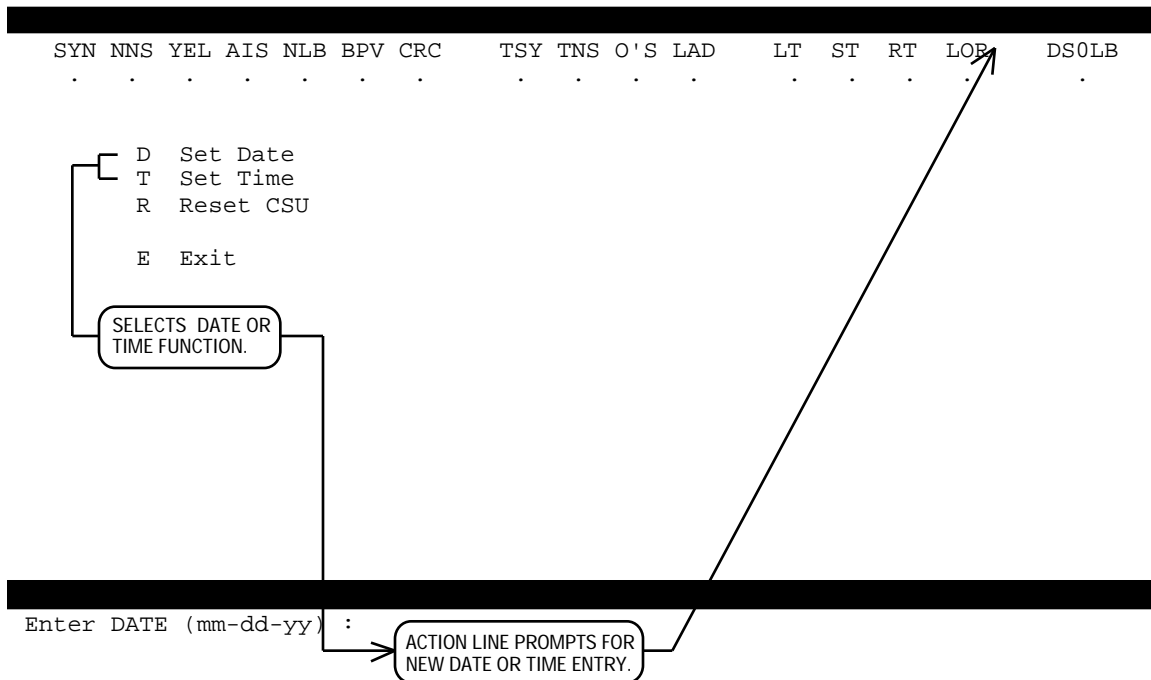 SYN NNS YEL AIS NLB BPV CRC TSY TNS O'S LAD LT ST RT LOR DS0LB
. . . . . . . . . . . . . . . .
D Set Date
T Set Time
R Reset CSU
E Exit
SELECTS DATE OR
TIME FUNCTION.
Enter DATE (mm-dd-yy) :
ACTION LINE PROMPTS FOR
NEW DATE OR TIME ENTRY.